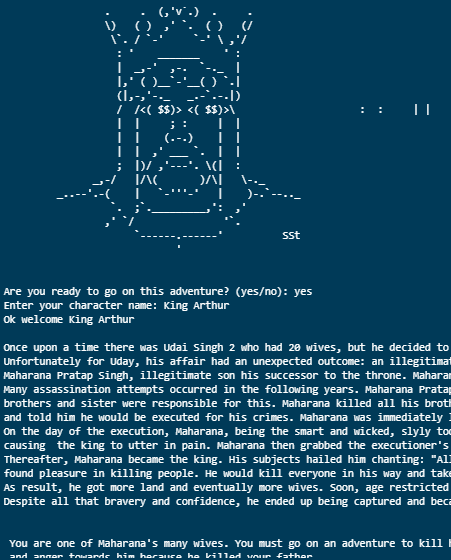 SSt
Are you ready to go on this adventure? (yes/no): yes
Enter your character name: King Arthur
Ok welcome King Arthur
Once upon a time there was Udai Singh 2 who had 20 wives, but he decided to
Unfortunately for Uday, his affair had an unexpected outcome: an illegitimat
Maharana Pratap Singh, illegitimate son his successor to the throne. Maharan
Many assassination attempts occurred in the following years. Maharana Pratap
brothers and sister were responsible for this. Maharana killed all his broth
and told him he would be executed for his crimes. Maharana was immediately l
On the day of the execution, Maharana, being the smart and wicked, slyly too
causing  the king to utter in pain. Maharana then grabbed the executioner's
Thereafter, Maharana became the king. His subjects hailed him chanting: "All
found pleasure in killing people. He would kill everyone in his way and take
As result, he got more land and eventually more wives. Soon, age restricted
Despite all that bravery and confidence, he ended up being captured and beca
You are one of Maharana's many wives. You must go on an adventure to kill h
and anger towards him because he killed your father